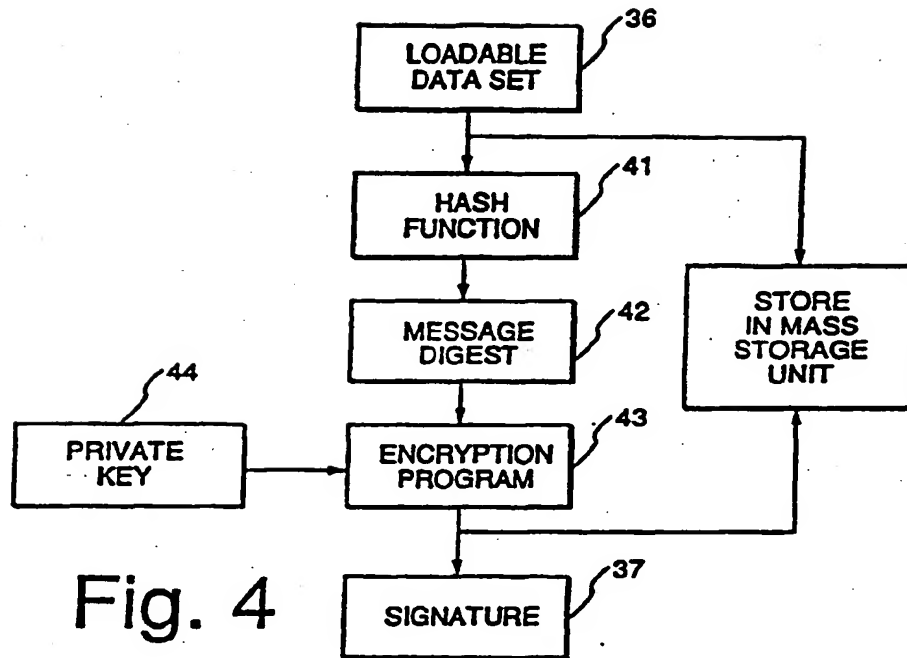 36
LOADABLE
DATA SET
41
HASH
FUNCTION
STORE
IN MASS
STORAGE
UNIT
42
MESSAGE
DIGEST
44
PRIVATE
KEY
43
ENCRYPTION
PROGRAM
37
SIGNATURE
Fig. 4